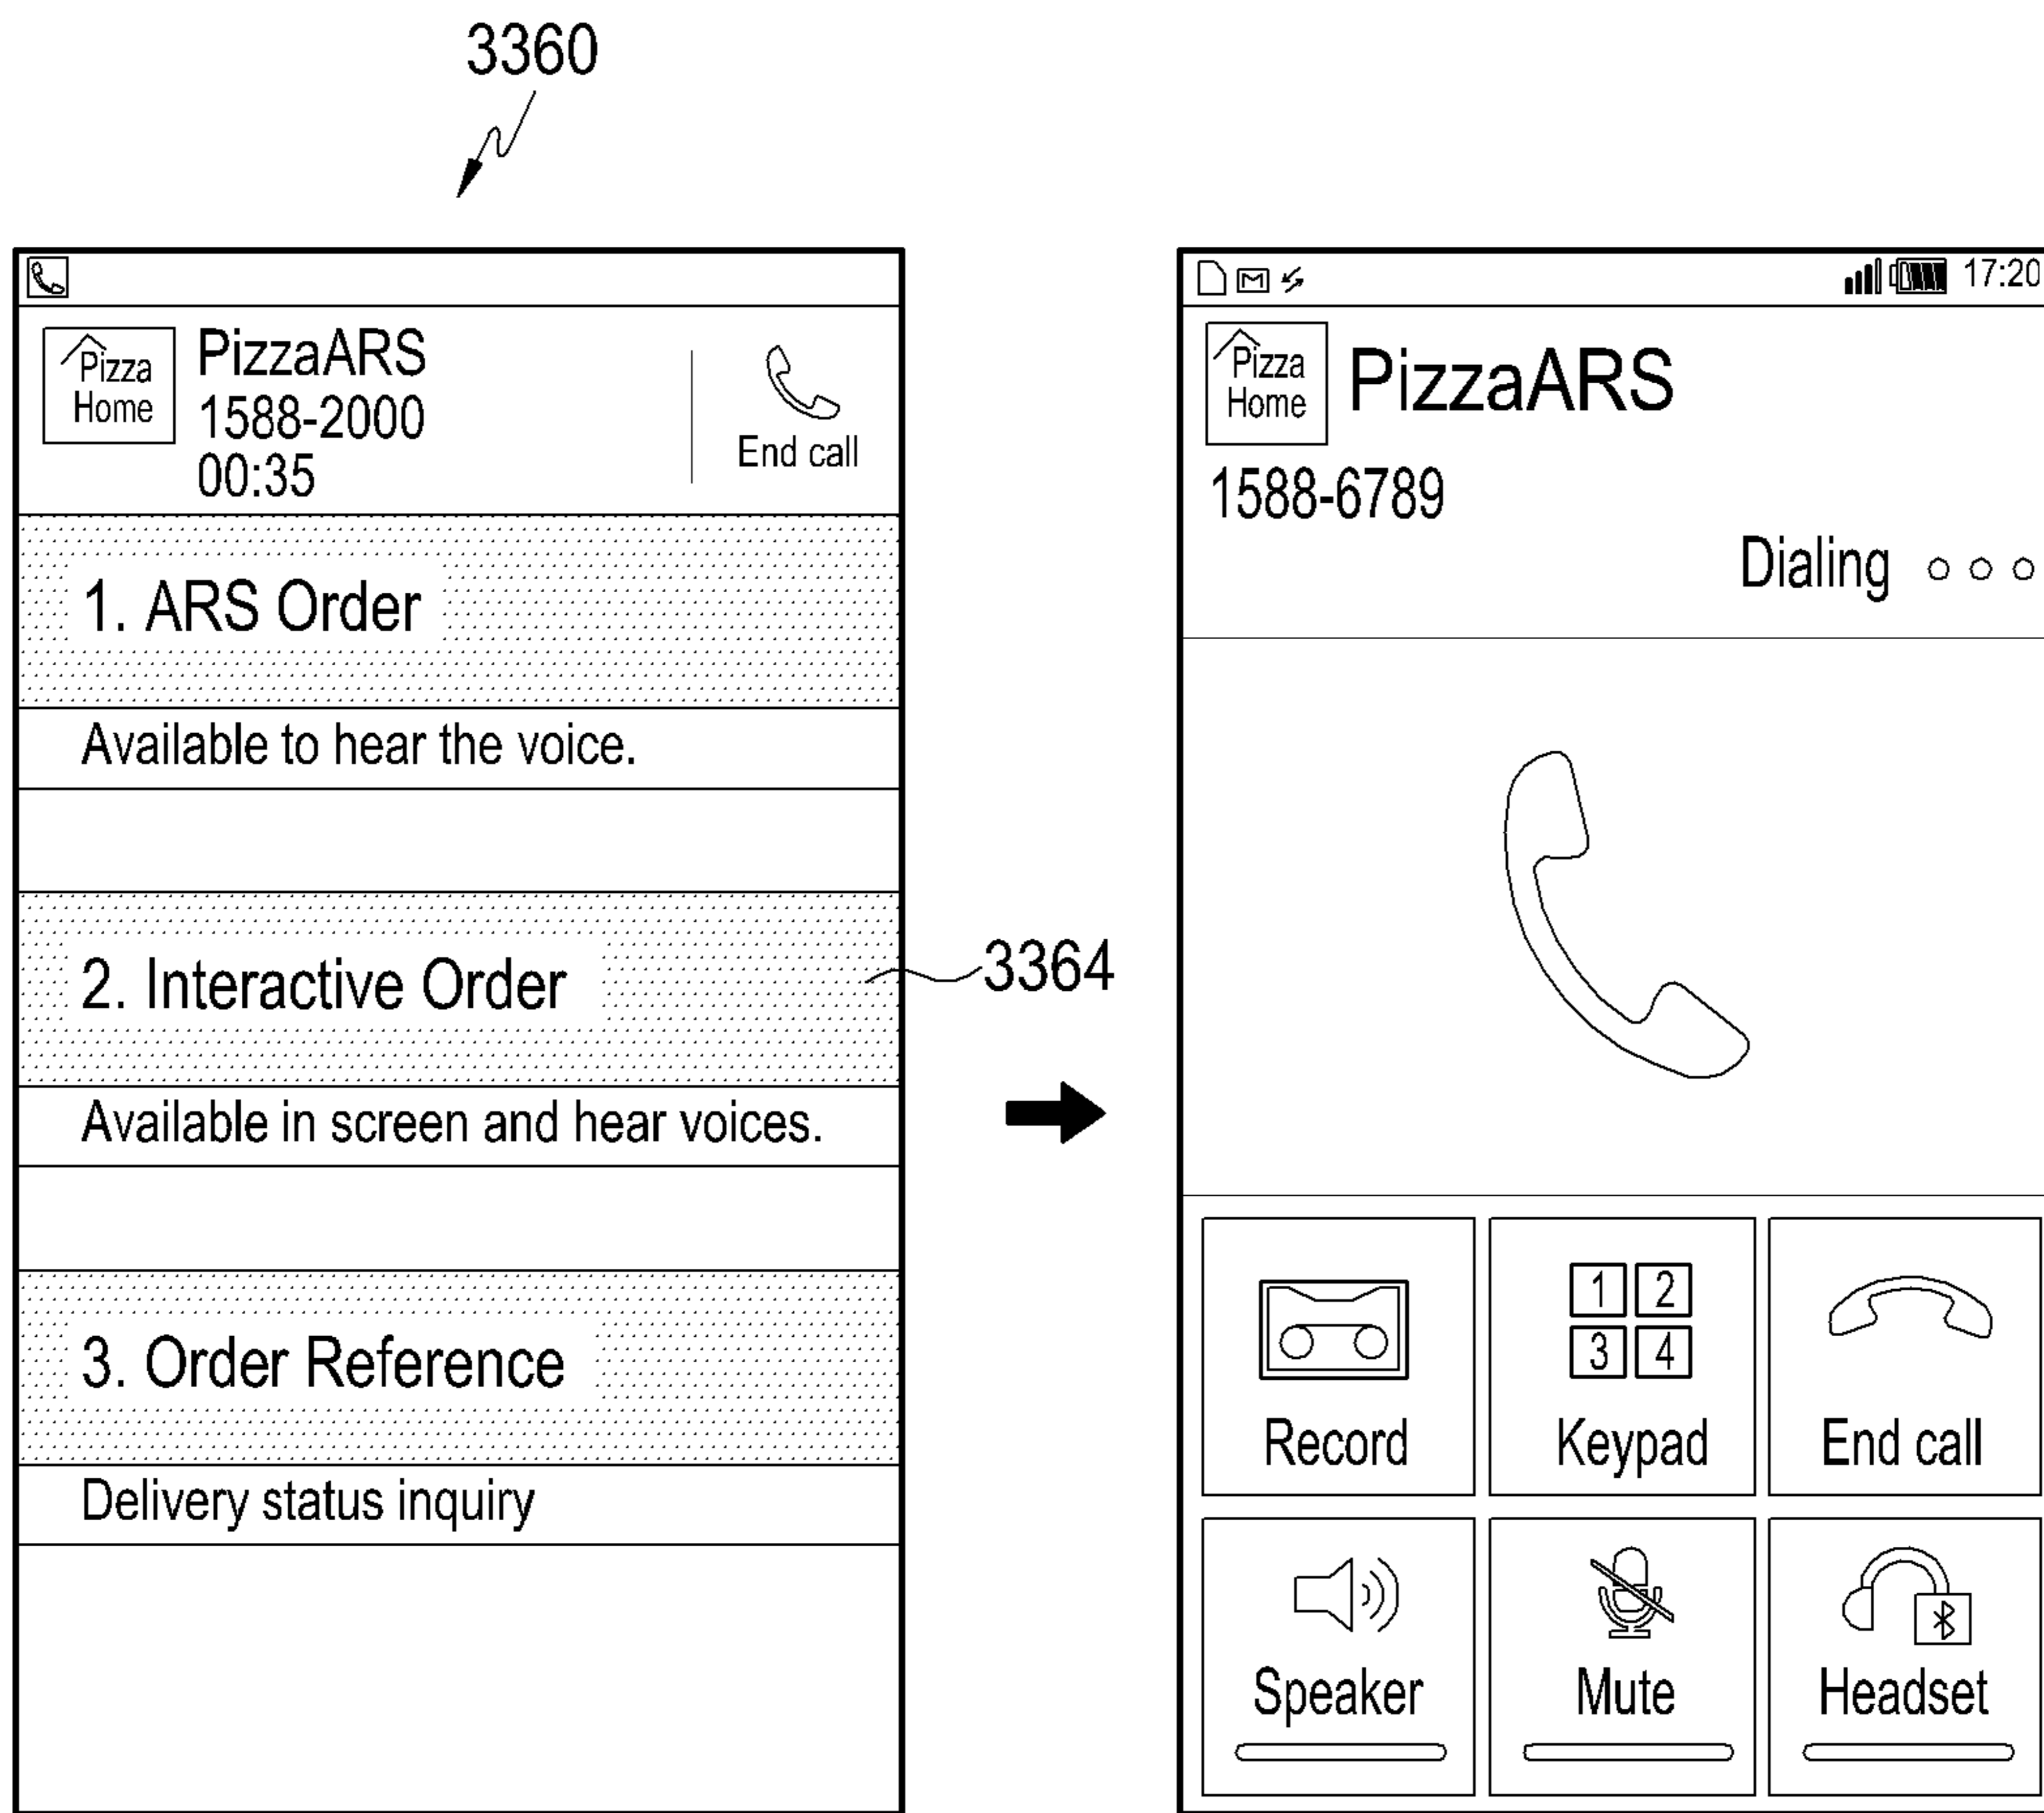 3360
Pizza
Home
PizzaARS
1588-2000
00:35
End call
1. ARS Order
Available to hear the voice.
2. Interactive Order
3364
Available in screen and hear voices.
3. Order Reference
Delivery status inquiry
17:20
Pizza
Home
PizzaARS
1588-6789
Dialing
1 2
3 4
Record
Keypad
End call
Speaker
Mute
Headset